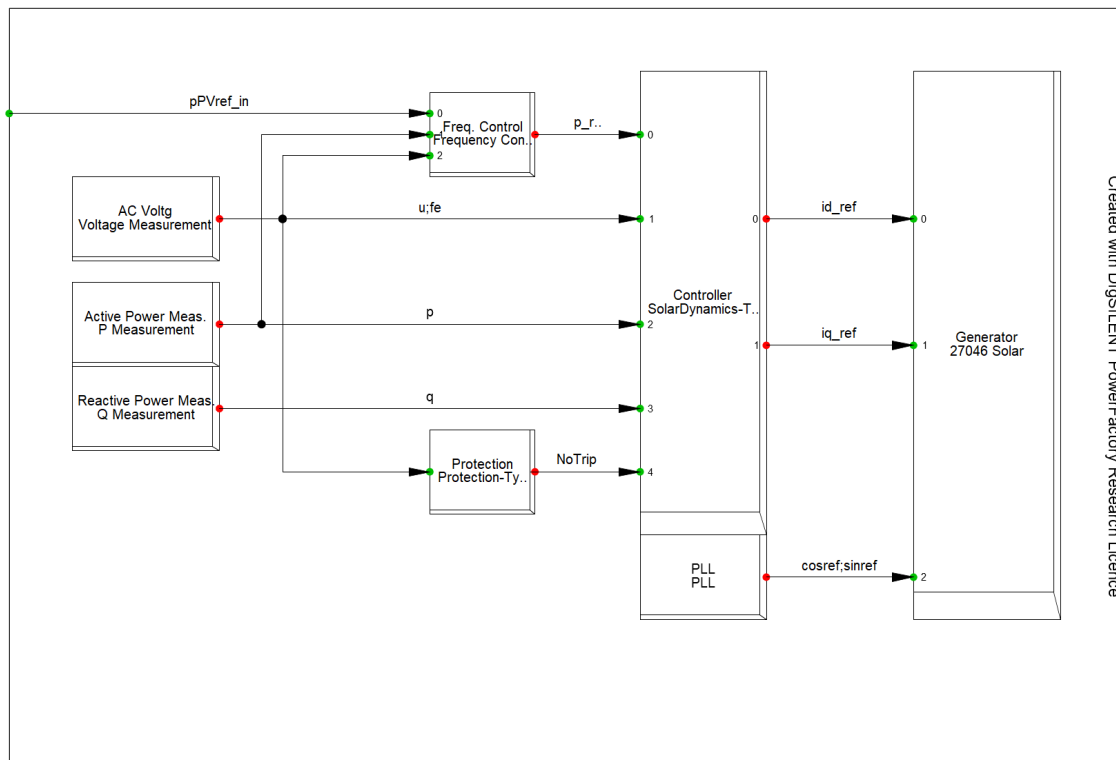 pPVref_in
0
1
2
Freq. Control
Frequency Con..
p_r..
0
AC Voltg
Voltage Measurement
u;fe
1
0
id_ref
0
Active Power Meas.
P Measurement
p
2
Controller
SolarDynamics-T..
1
iq_ref
1
Generator
27046 Solar
Reactive Power Meas.
Q Measurement
q
3
Protection
Protection-Ty..
NoTrip
4
PLL
PLL
cosref;sinref
2
Created with DIgSILENT PowerFactory Research Licence